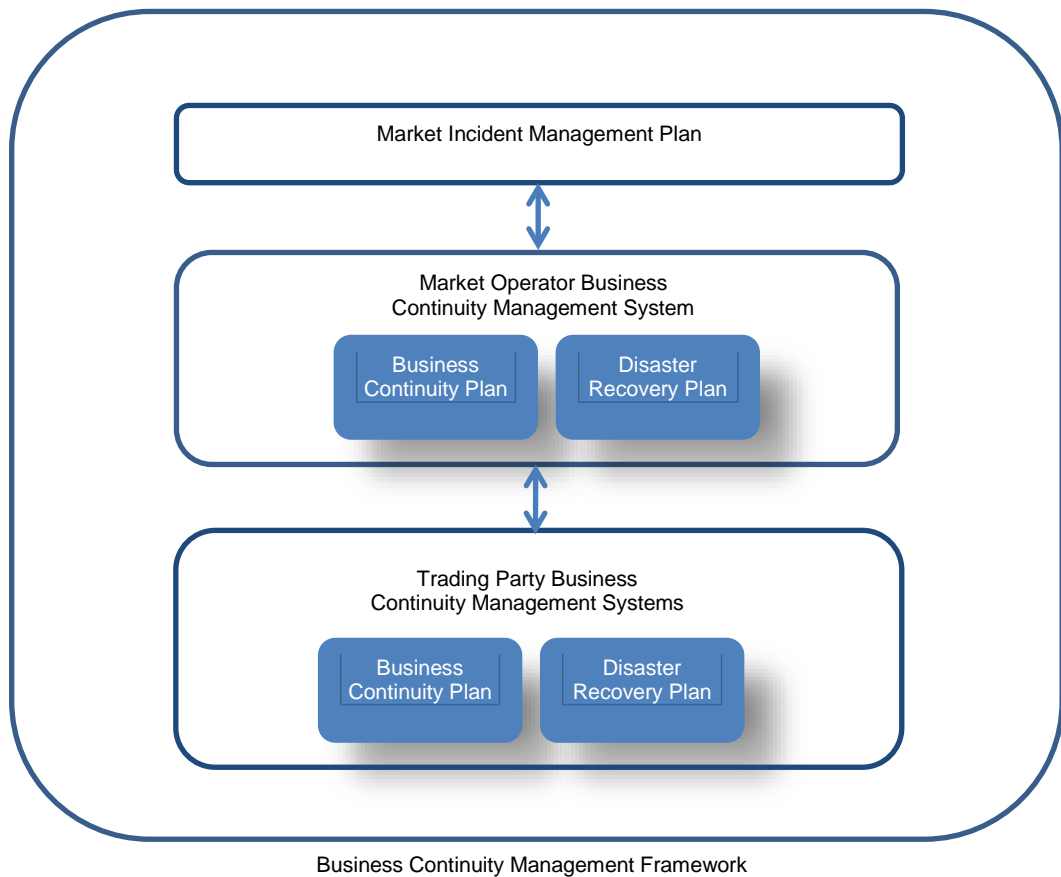 Market Incident Management Plan
Market Operator Business
Continuity Management System
Business
Continuity Plan
Disaster
Recovery Plan
Trading Party Business
Continuity Management Systems
Business
Continuity Plan
Disaster
Recovery Plan
Business Continuity Management Framework